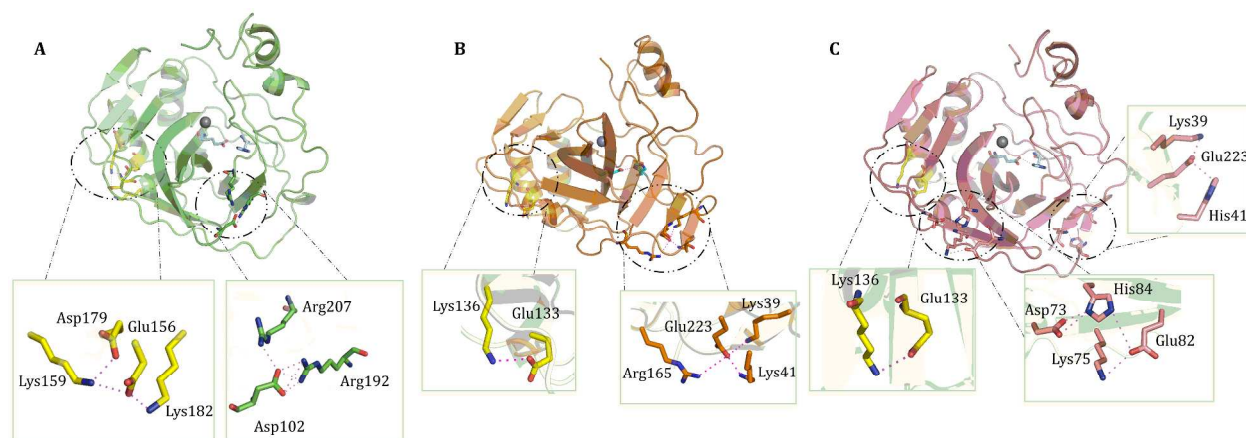 A
B
C
Asp179
Glu156
Lys159
Lys182
Arg207
Arg192
Asp102
Lys136
Glu133
Lys39
Glu223
Arg165
Lys41
Lys136
Glu133
His84
Asp73
Glu82
Lys75
Lys39
Glu223
His41